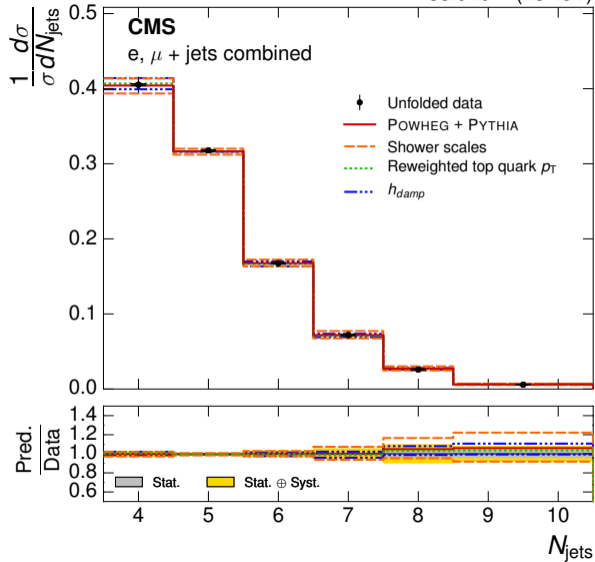 CMS
e, μ + jets combined
1/σ dσ/dN_jets
0.5
0.4
0.3
0.2
0.1
0.0
Unfolded data
POWHEG + PYTHIA
Shower scales
Reweighted top quark p_T
h_damp
Pred.
Data
1.4
1.2
1.0
0.8
0.6
Stat.
Stat. ⊕ Syst.
4 5 6 7 8 9 10
N_jets